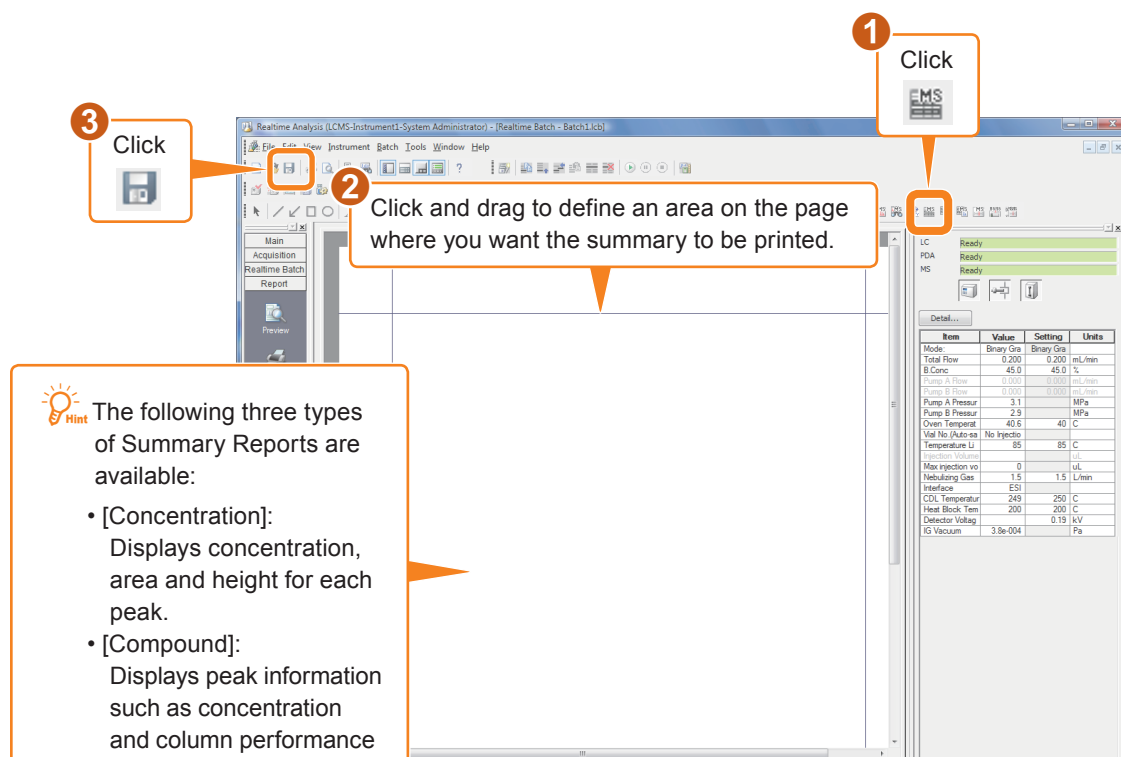 1
Click
EMS
3
Click
Realtime Analysis (LCMS-Instrument1-System Administrator) - [Realtime Batch - Batch1.lcb]
File Edit View Instrument Batch Tools Window Help
?
2
Click and drag to define an area on the page
where you want the summary to be printed.
Main
Acquisition
Realtime Batch
Report
Preview
LC Ready
PDA Ready
MS Ready
Detail...
Item Value Setting Units
Mode: Binary Gra Binary Gra
Total Flow 0.200 0.200 mL/min
B.Conc 45.0 45.0 %
Pump A Flow 0.000 0.000 mL/min
Pump B Flow 0.000 0.000 mL/min
Pump A Pressur 3.1 MPa
Pump B Pressur 2.9 MPa
Oven Temperat 40.6 40 C
Vial No.(Auto-sa No Injectio
Temperature Li 85 85 C
Injection Volume uL
Max injection vo 0 uL
Nebulizing Gas 1.5 1.5 L/min
Interface ESI
CDL Temperatur 249 250 C
Heat Block Tem 200 200 C
Detector Voltag 0.19 kV
IG Vacuum 3.8e-004 Pa
Hint The following three types
of Summary Reports are
available:
• [Concentration]:
Displays concentration,
area and height for each
peak.
• [Compound]:
Displays peak information
such as concentration
and column performance